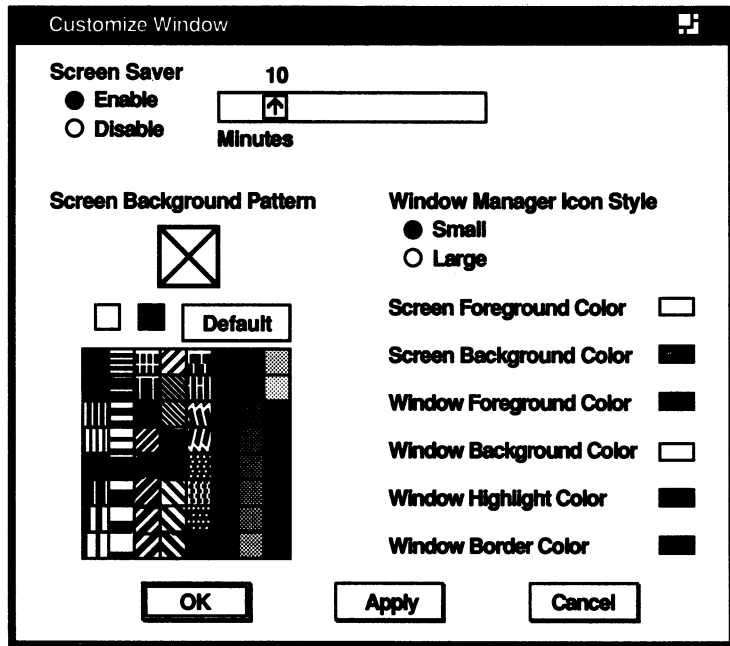 Customize Window
Screen Saver
10
Enable
Disable
Minutes
Screen Background Pattern
Window Manager Icon Style
Small
Large
Default
Screen Foreground Color
Screen Background Color
Window Foreground Color
Window Background Color
Window Highlight Color
Window Border Color
OK
Apply
Cancel